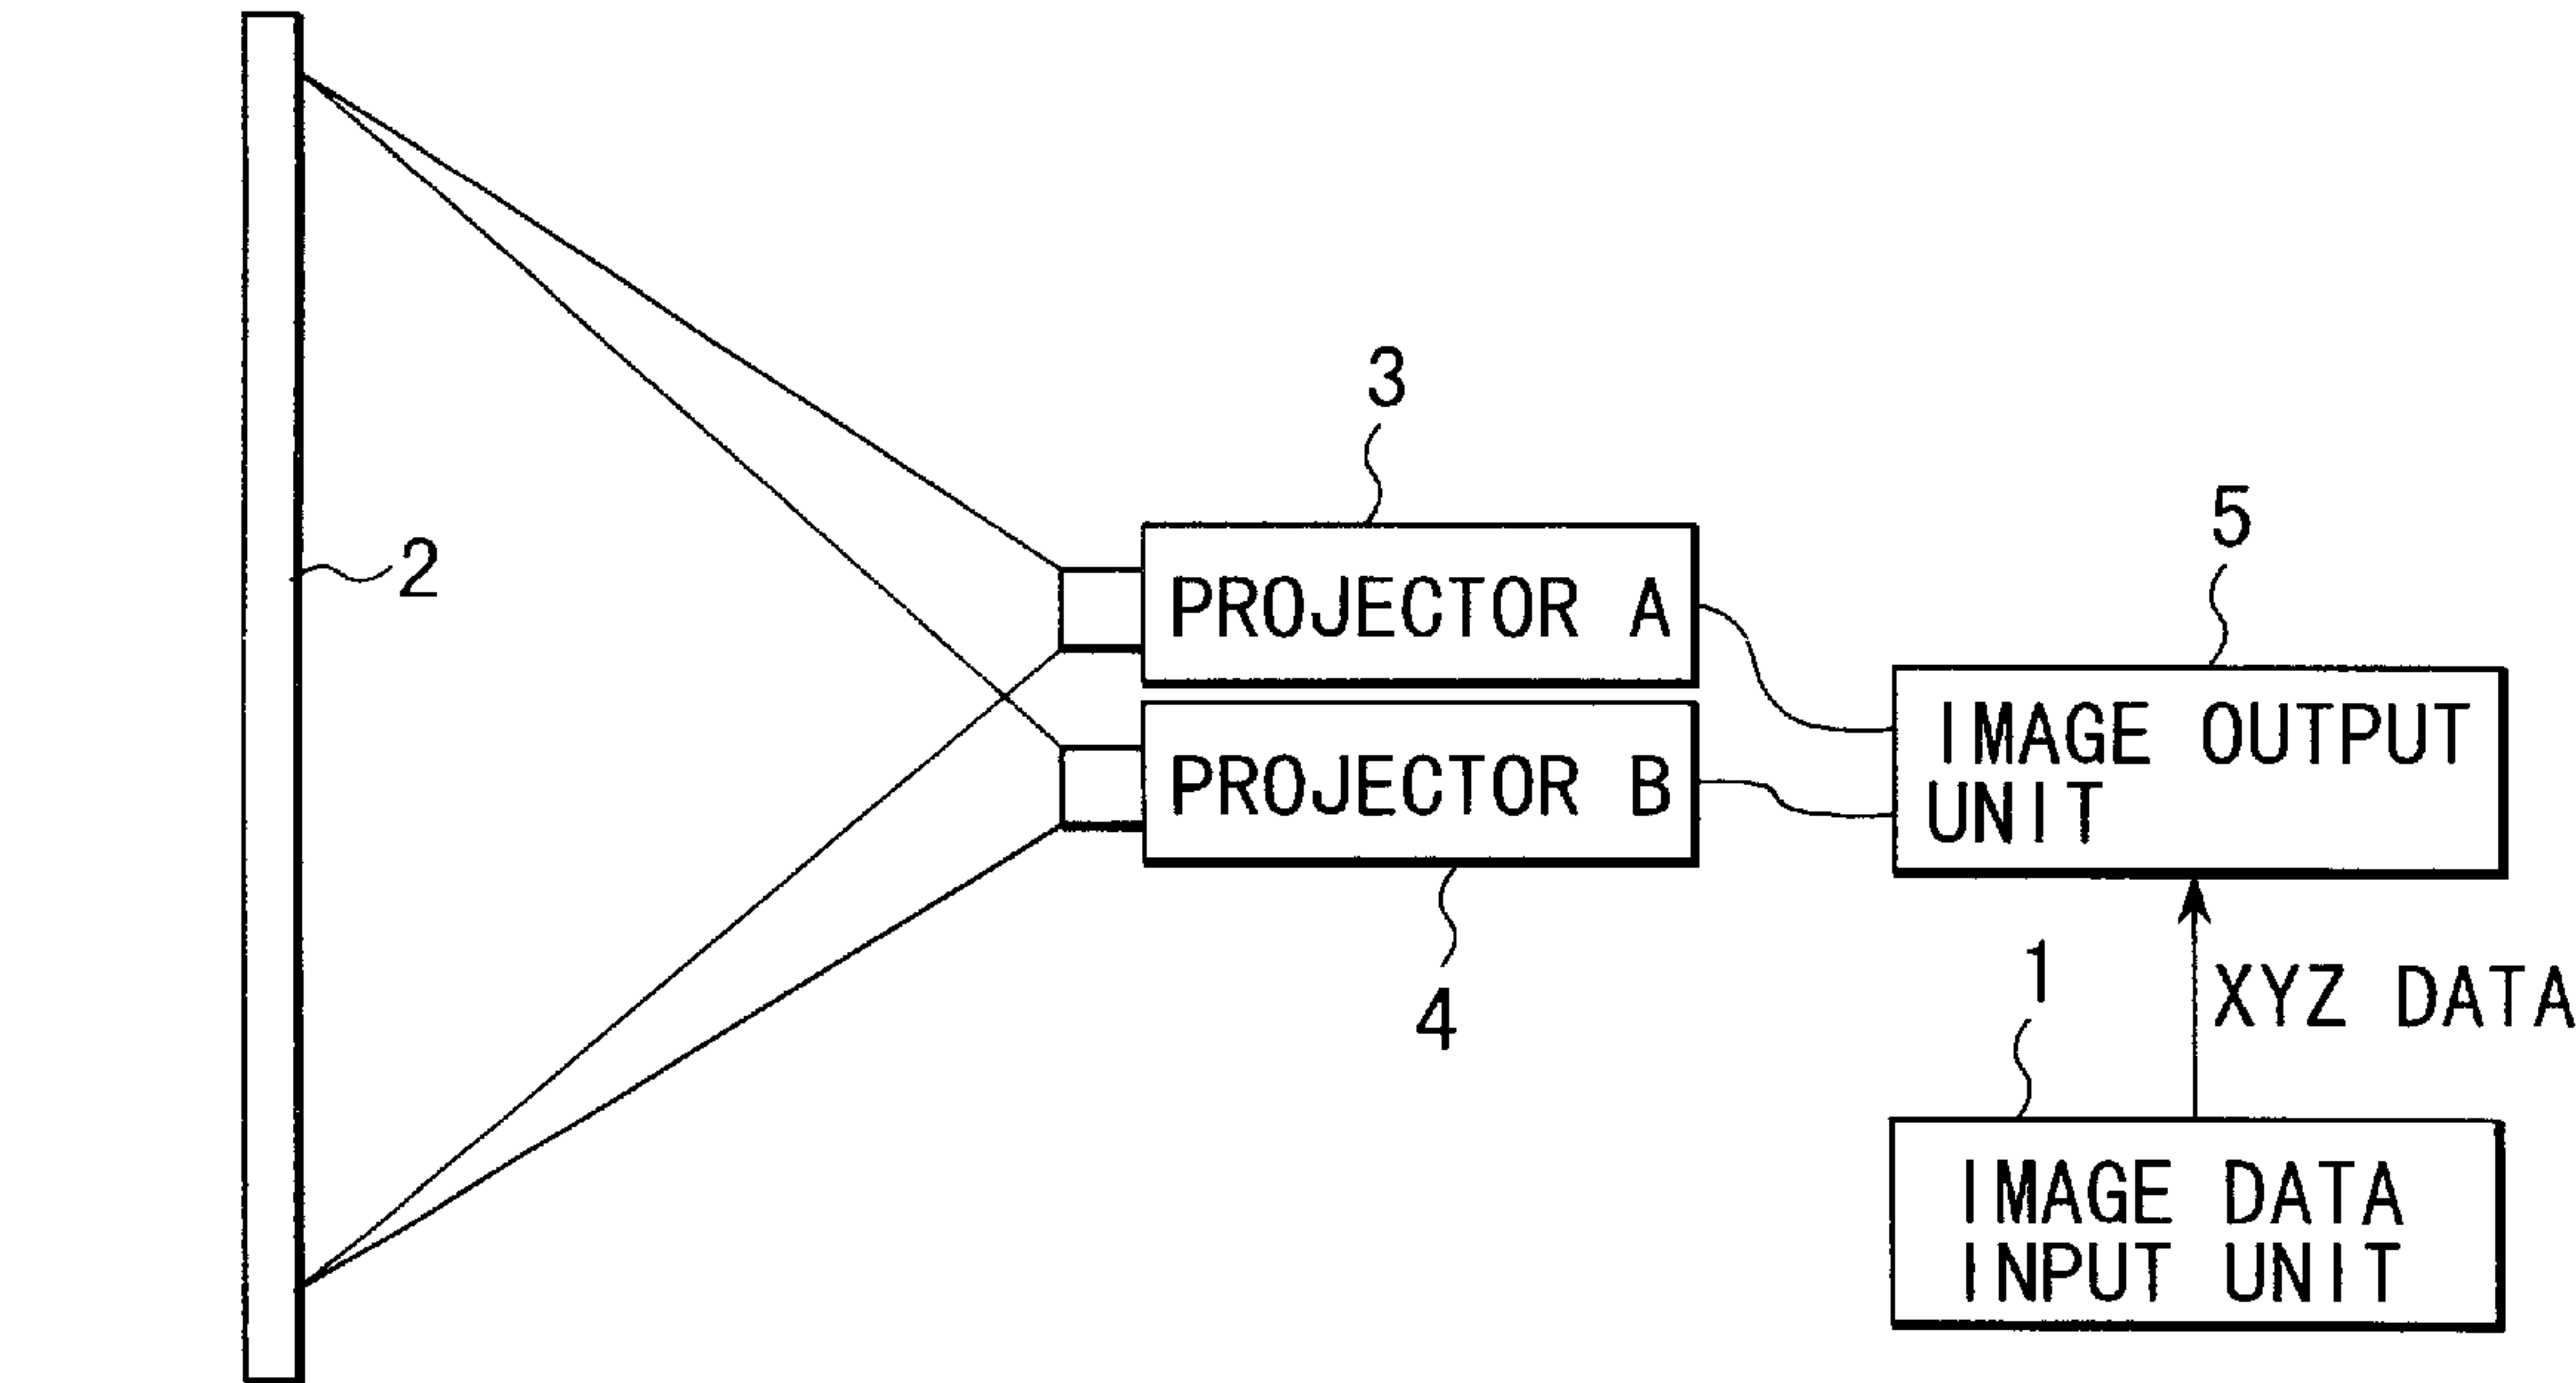 3
5
2
PROJECTOR A
IMAGE OUTPUT
UNIT
PROJECTOR B
4
1
XYZ DATA
IMAGE DATA
INPUT UNIT